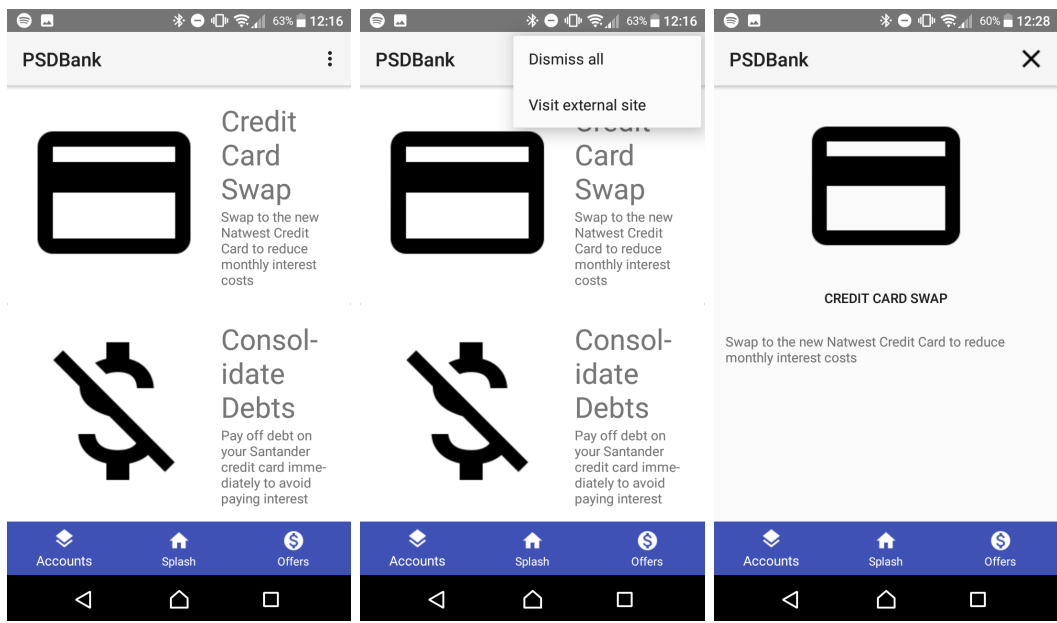 63% 12:16
PSDBank
Credit
Card
Swap
Swap to the new
Natwest Credit
Card to reduce
monthly interest
costs
Consol-
idate
Debts
Pay off debt on
your Santander
credit card imme-
diately to avoid
paying interest
Accounts Splash Offers
63% 12:16
PSDBank
Dismiss all
Visit external site
Credit
Card
Swap
Swap to the new
Natwest Credit
Card to reduce
monthly interest
costs
Consol-
idate
Debts
Pay off debt on
your Santander
credit card imme-
diately to avoid
paying interest
Accounts Splash Offers
60% 12:28
PSDBank
CREDIT CARD SWAP
Swap to the new Natwest Credit Card to reduce
monthly interest costs
Accounts Splash Offers